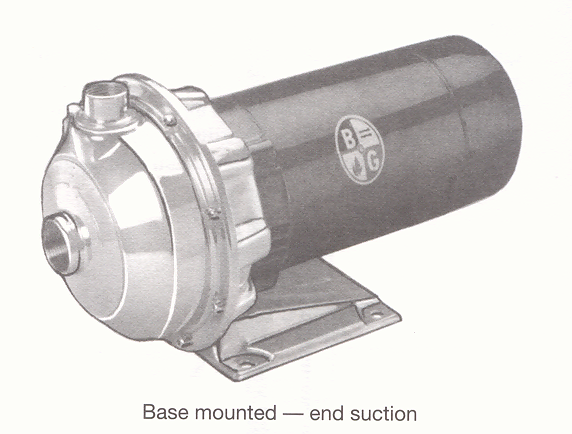 B
G
Base mounted — end suction